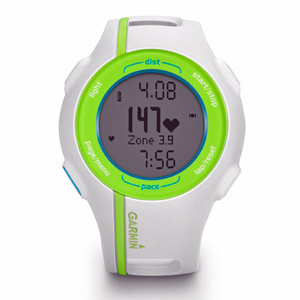 dist
light
start/stop
4.08
147
Zone 3.9
7:56
page/menu
lap/reset
pace
GARMIN